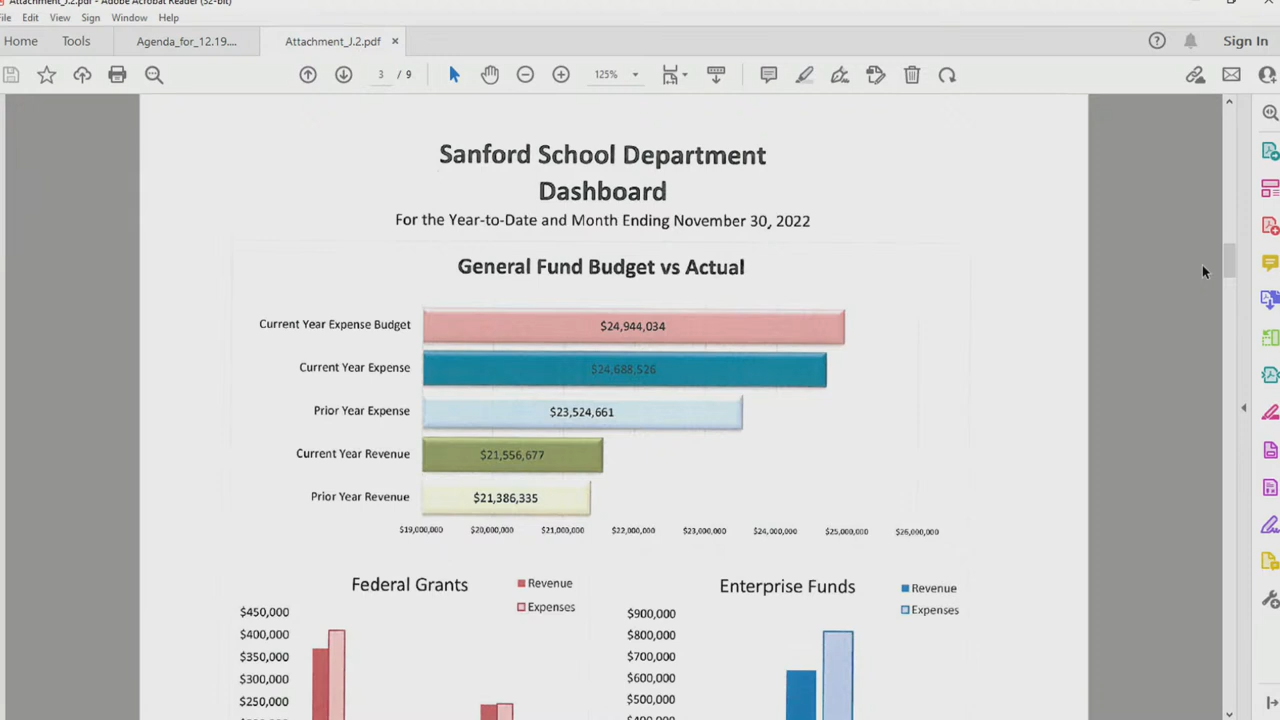 Attachment_J.2.pdf - Adobe Acrobat Reader (32-bit)
File Edit View Sign Window Help
Home Tools Agenda_for_12.19.... Attachment_J.2.pdf × Sign In
3 / 9 125%
Sanford School Department
Dashboard
For the Year-to-Date and Month Ending November 30, 2022
General Fund Budget vs Actual
Current Year Expense Budget $24,944,034
Current Year Expense $24,688,526
Prior Year Expense $23,524,661
Current Year Revenue $21,556,677
Prior Year Revenue $21,386,335
$19,000,000 $20,000,000 $21,000,000 $22,000,000 $23,000,000 $24,000,000 $25,000,000 $26,000,000
Federal Grants
Revenue
Expenses
$450,000
$400,000
$350,000
$300,000
$250,000
Enterprise Funds
Revenue
Expenses
$900,000
$800,000
$700,000
$600,000
$500,000